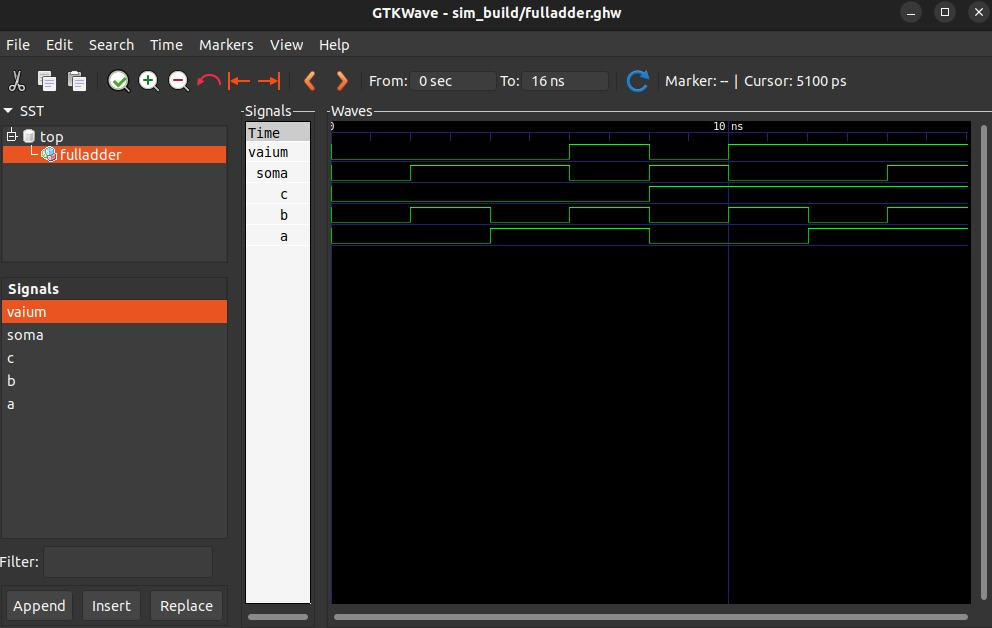 GTKWave - sim_build/fulladder.ghw
File Edit Search Time Markers View Help
From: 0 sec To: 16 ns Marker: -- | Cursor: 5100 ps
SST
top
fulladder
Signals
vaium
soma
c
b
a
Filter:
Append Insert Replace
Signals
Time
vaium
soma
c
b
a
Waves
0 10 ns